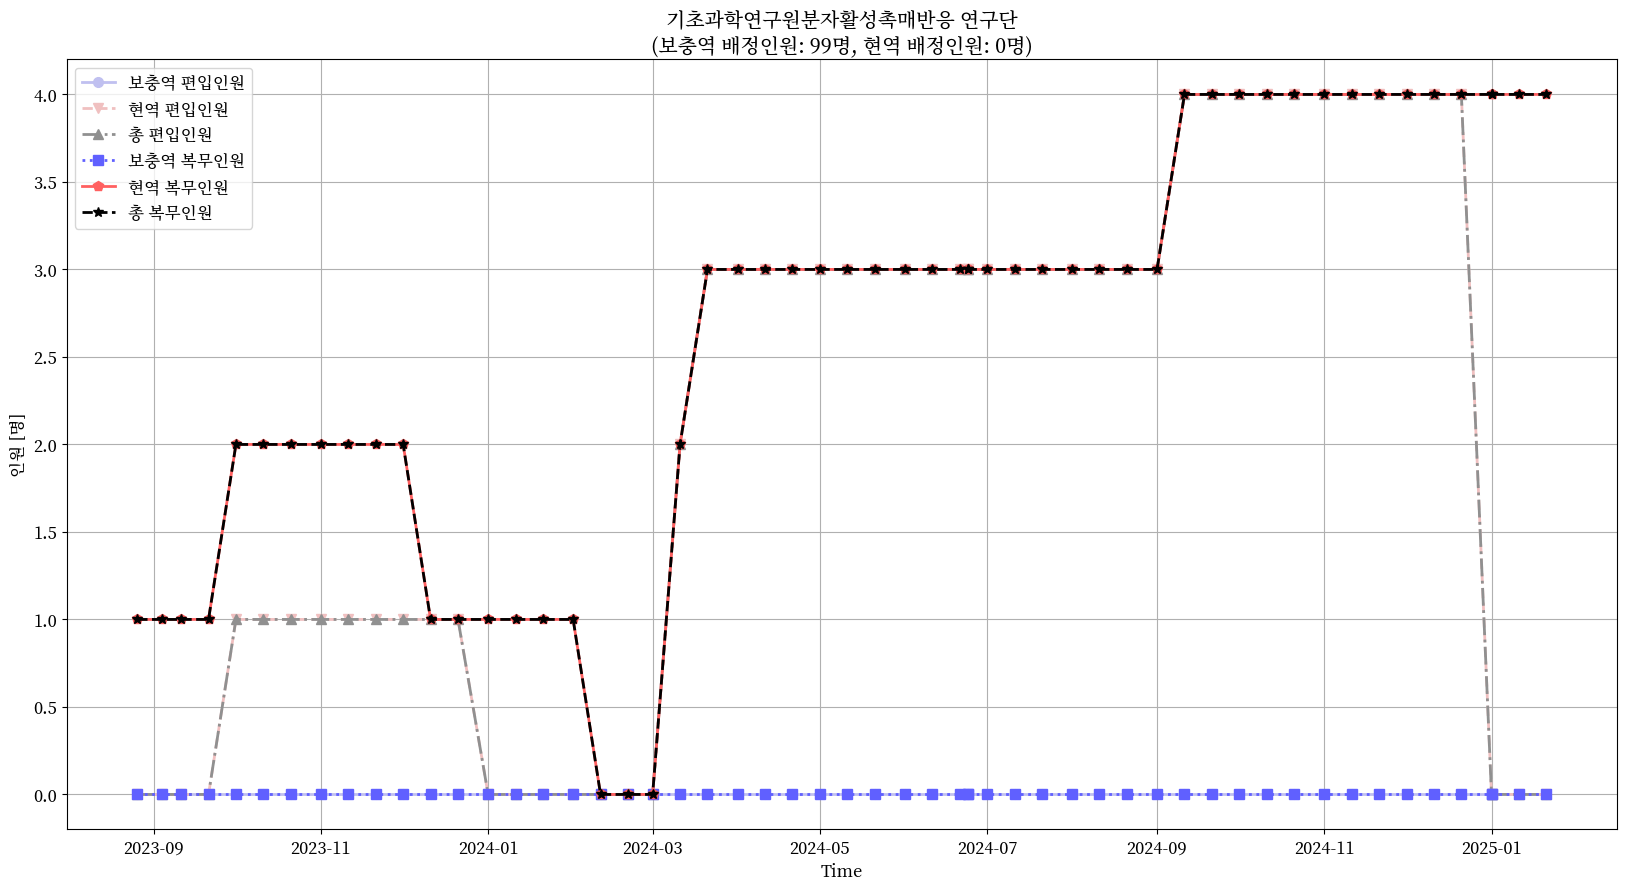 기초과학연구원분자활성촉매반응 연구단
(보충역 배정인원: 99명, 현역 배정인원: 0명)
보충역 편입인원
현역 편입인원
총 편입인원
보충역 복무인원
현역 복무인원
총 복무인원
4.0
3.5
3.0
2.5
2.0
1.5
1.0
0.5
0.0
인원 [명]
2023-09 2023-11 2024-01 2024-03 2024-05 2024-07 2024-09 2024-11 2025-01
Time